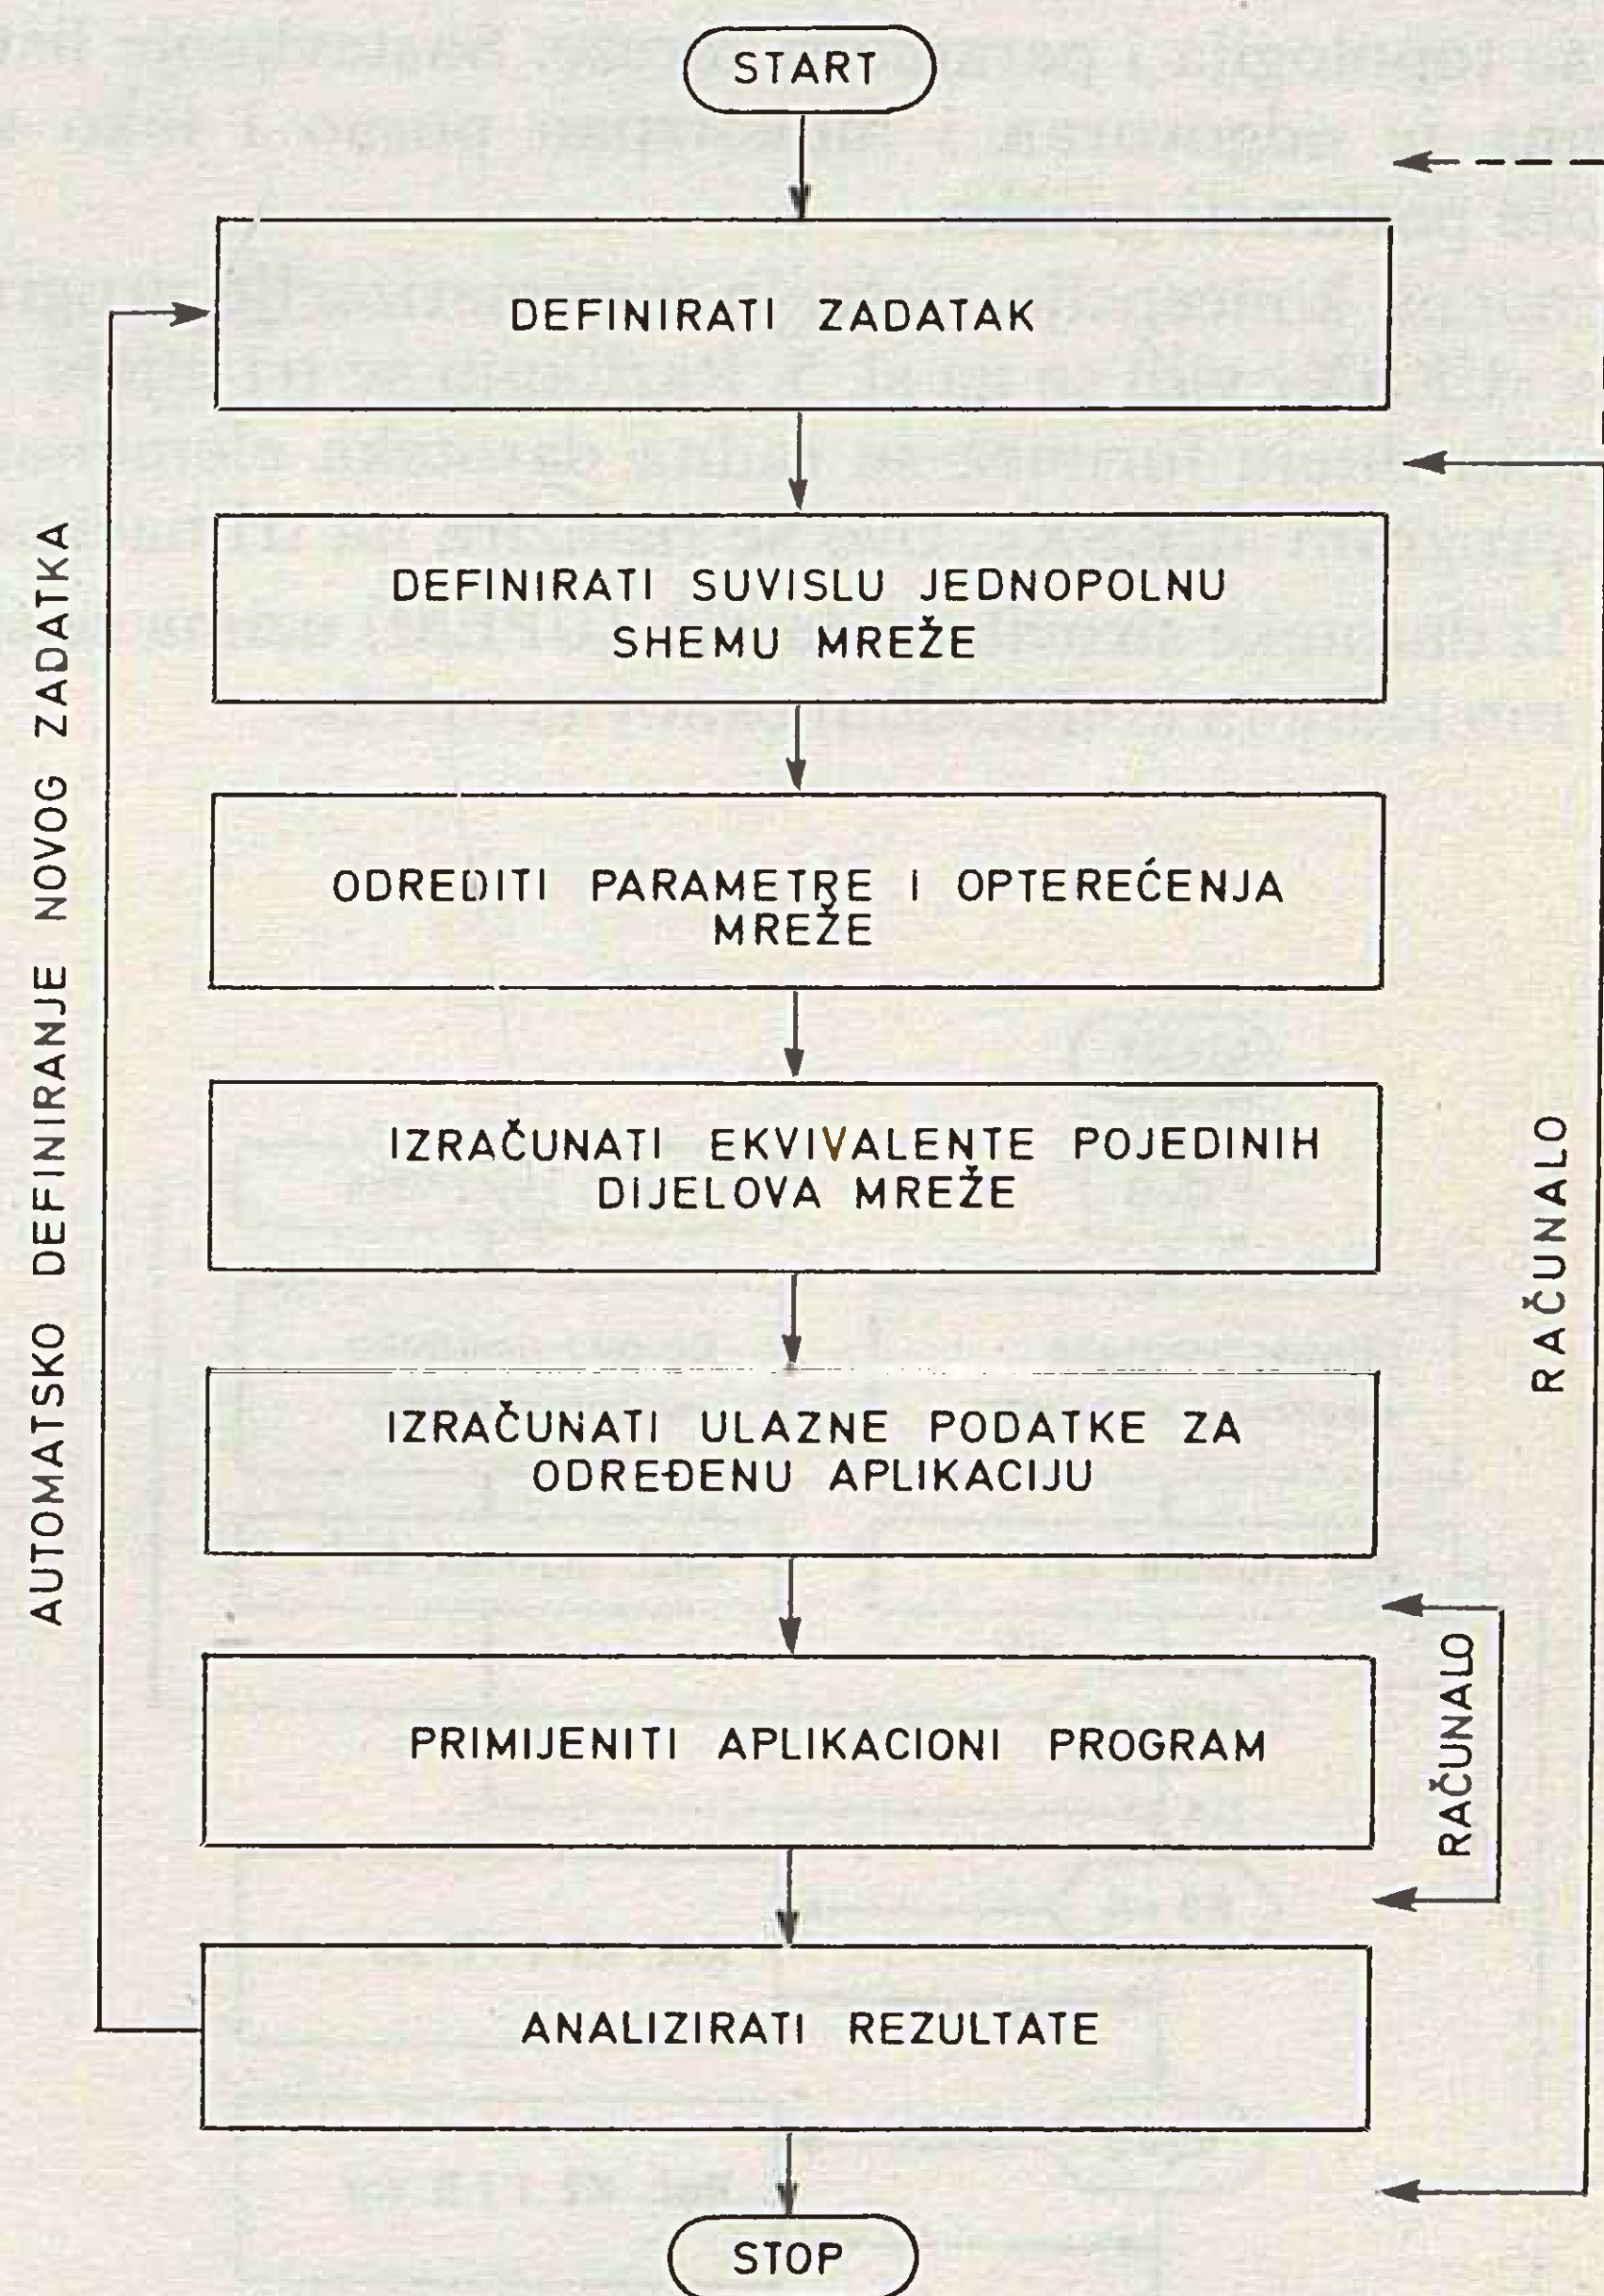 START
DEFINIRATI ZADATAK
DEFINIRATI SUVISLU JEDNOPOLNU
SHEMU MREŽE
ODREDITI PARAMETRE I OPTEREĆENJA
MREŽE
IZRAČUNATI EKVIVALENTE POJEDINIH
DIJELOVA MREŽE
IZRAČUNATI ULAZNE PODATKE ZA
ODREĐENU APLIKACIJU
PRIMIJENITI APLIKACIONI PROGRAM
ANALIZIRATI REZULTATE
STOP
AUTOMATSKO DEFINIRANJE NOVOG ZADATKA
RAČUNALO
RAČUNALO